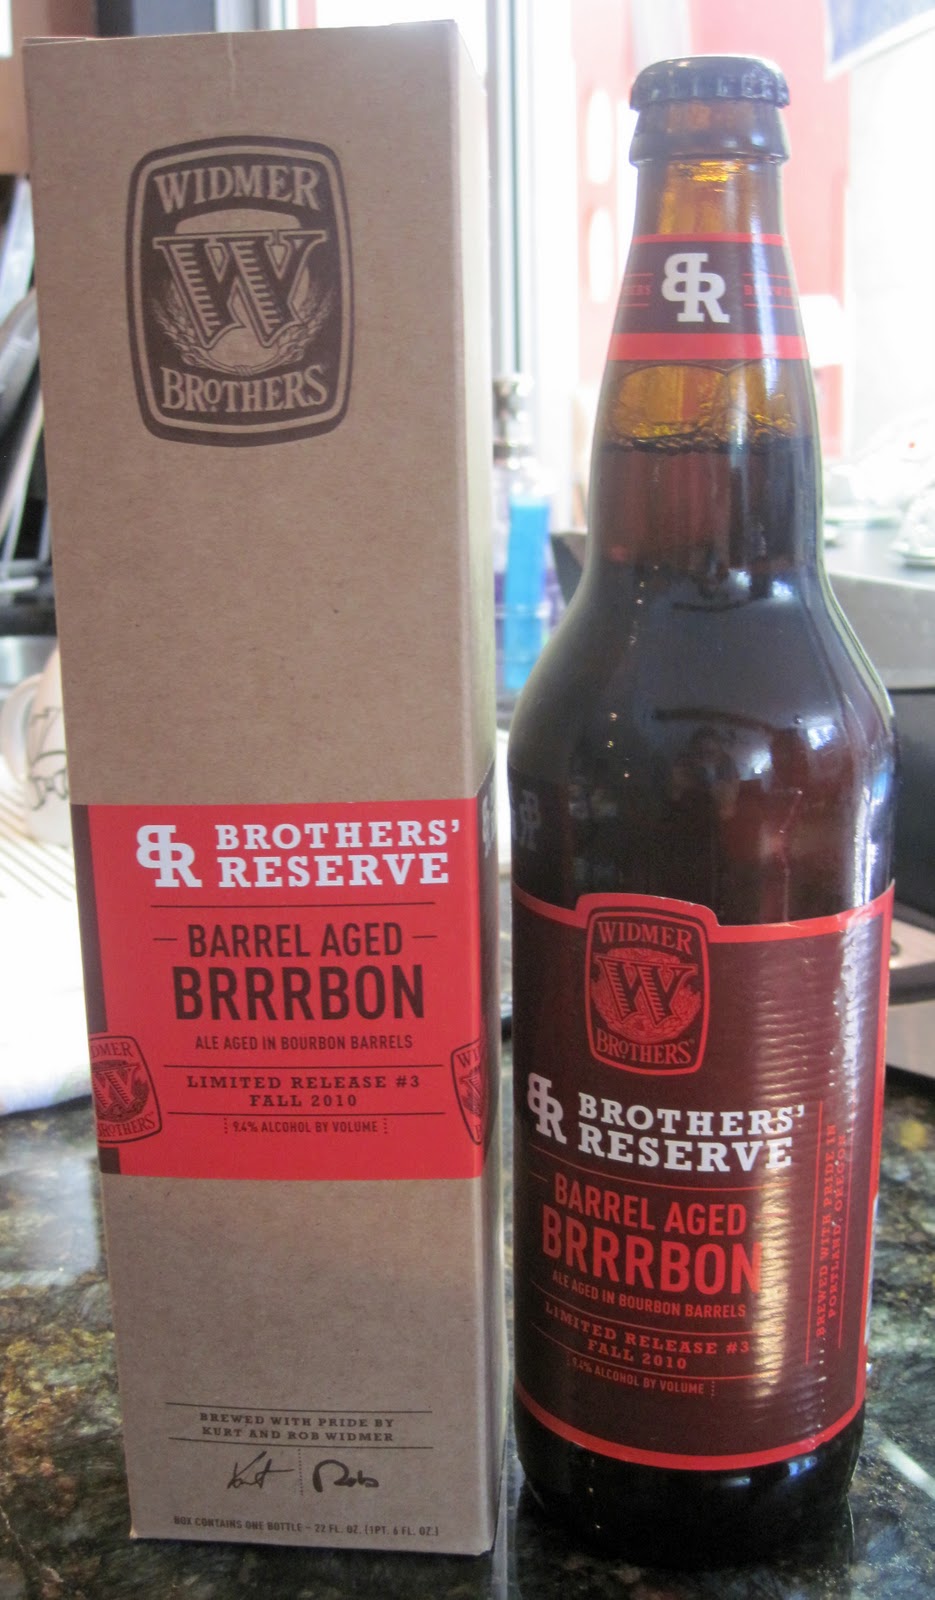 WIDMER
W
BROTHERS
BR BROTHERS'
RESERVE
BARREL AGED
BRRRBON
ALE AGED IN BOURBON BARRELS
LIMITED RELEASE #3
FALL 2010
9.4% ALCOHOL BY VOLUME
BREWED WITH PRIDE BY
KURT AND ROB WIDMER
Kurt Rob
BOX CONTAINS ONE BOTTLE - 22 FL. OZ. (1PT. 6 FL. OZ.)
BR
WIDMER
W
BROTHERS
BR BROTHERS'
RESERVE
BARREL AGED
BRRRBON
ALE AGED IN BOURBON BARRELS
LIMITED RELEASE #3
FALL 2010
9.4% ALCOHOL BY VOLUME
BREWED WITH PRIDE IN
PORTLAND, OREGON